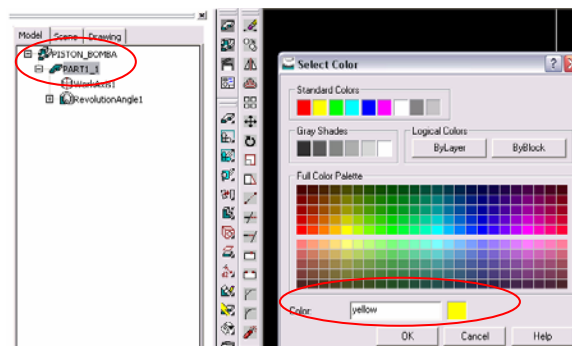 Model Scene Drawing
PISTON_BOMBA
PART1_1
WorkAxis1
RevolutionAngle1
Select Color
Standard Colors
Gray Shades
Logical Colors
ByLayer ByBlock
Full Color Palette
Color: yellow
OK Cancel Help